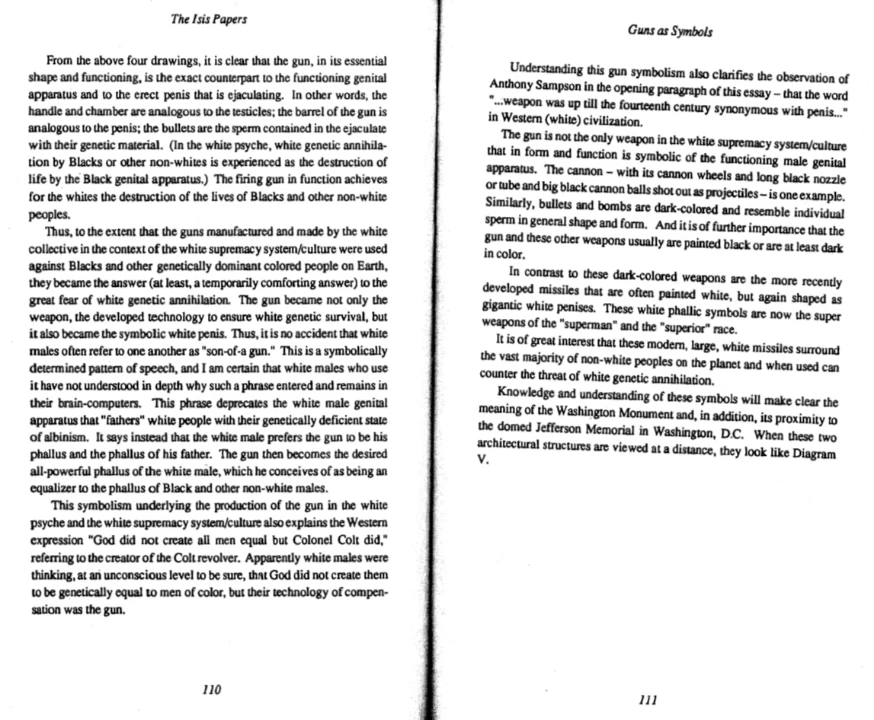 The Isis Papers
From the above four drawings, it is clear that the gun, in its essential
shape and functioning, is the exact counterpart to the functioning genital
apparatus and to the erect penis that is ejaculating. In other words, the
handle and chamber are analogous to the testicles; the barrel of the gun is
analogous to the penis; the bullets are the sperm contained in the ejaculate
with their genetic material. (In the white psyche, white genetic annihila-
tion by Blacks or other non-whites is experienced as the destruction of
life by the Black genital apparatus.) The firing gun in function achieves
for the whites the destruction of the lives of Blacks and other non-white
peoples.
Thus, to the extent that the guns manufactured and made by the white
collective in the context of the white supremacy system/culture were used
against Blacks and other genetically dominant colored people on Earth,
they became the answer (at least, a temporarily comforting answer) to the
great fear of white genetic annihilation. The gun became not only the
weapon, the developed technology to ensure white genetic survival, but
it also became the symbolic white penis. Thus, it is no accident that white
males often refer to one another as "son-of-a gun." This is a symbolically
determined pattern of speech, and I am certain that white males who use
it have not understood in depth why such a phrase entered and remains in
their brain-computers. This phrase deprecates the white male genital
apparatus that "fathers" white people with their genetically deficient state
of albinism. It says instead that the white male prefers the gun to be his
phallus and the phallus of his father. The gun then becomes the desired
all-powerful phallus of the white male, which he conceives of as being an
equalizer to the phallus of Black and other non-white males.
This symbolism underlying the production of the gun in the white
psyche and the white supremacy system/culture also explains the Western
expression "God did not create all men equal but Colonel Colt did,"
referring to the creator of the Colt revolver. Apparently white males were
thinking, at an unconscious level to be sure, that God did not create them
to be genetically equal to men of color, but their technology of compen-
sation was the gun.
110
Guns as Symbols
Understanding this gun symbolism also clarifies the observation of
Anthony Sampson in the opening paragraph of this essay – that the word
"...weapon was up till the fourteenth century synonymous with penis..."
in Western (white) civilization.
The gun is not the only weapon in the white supremacy system/culture
that in form and function is symbolic of the functioning male genital
apparatus. The cannon – with its cannon wheels and long black nozzle
or tube and big black cannon balls shot out as projectiles – is one example.
Similarly, bullets and bombs are dark-colored and resemble individual
sperm in general shape and form. And it is of further importance that the
gun and these other weapons usually are painted black or are at least dark
in color.
In contrast to these dark-colored weapons are the more recently
developed missiles that are often painted white, but again shaped as
gigantic white penises. These white phallic symbols are now the super
weapons of the "superman" and the "superior" race.
It is of great interest that these modern, large, white missiles surround
the vast majority of non-white peoples on the planet and when used can
counter the threat of white genetic annihilation.
Knowledge and understanding of these symbols will make clear the
meaning of the Washington Monument and, in addition, its proximity to
the domed Jefferson Memorial in Washington, D.C. When these two
architectural structures are viewed at a distance, they look like Diagram
V.
111